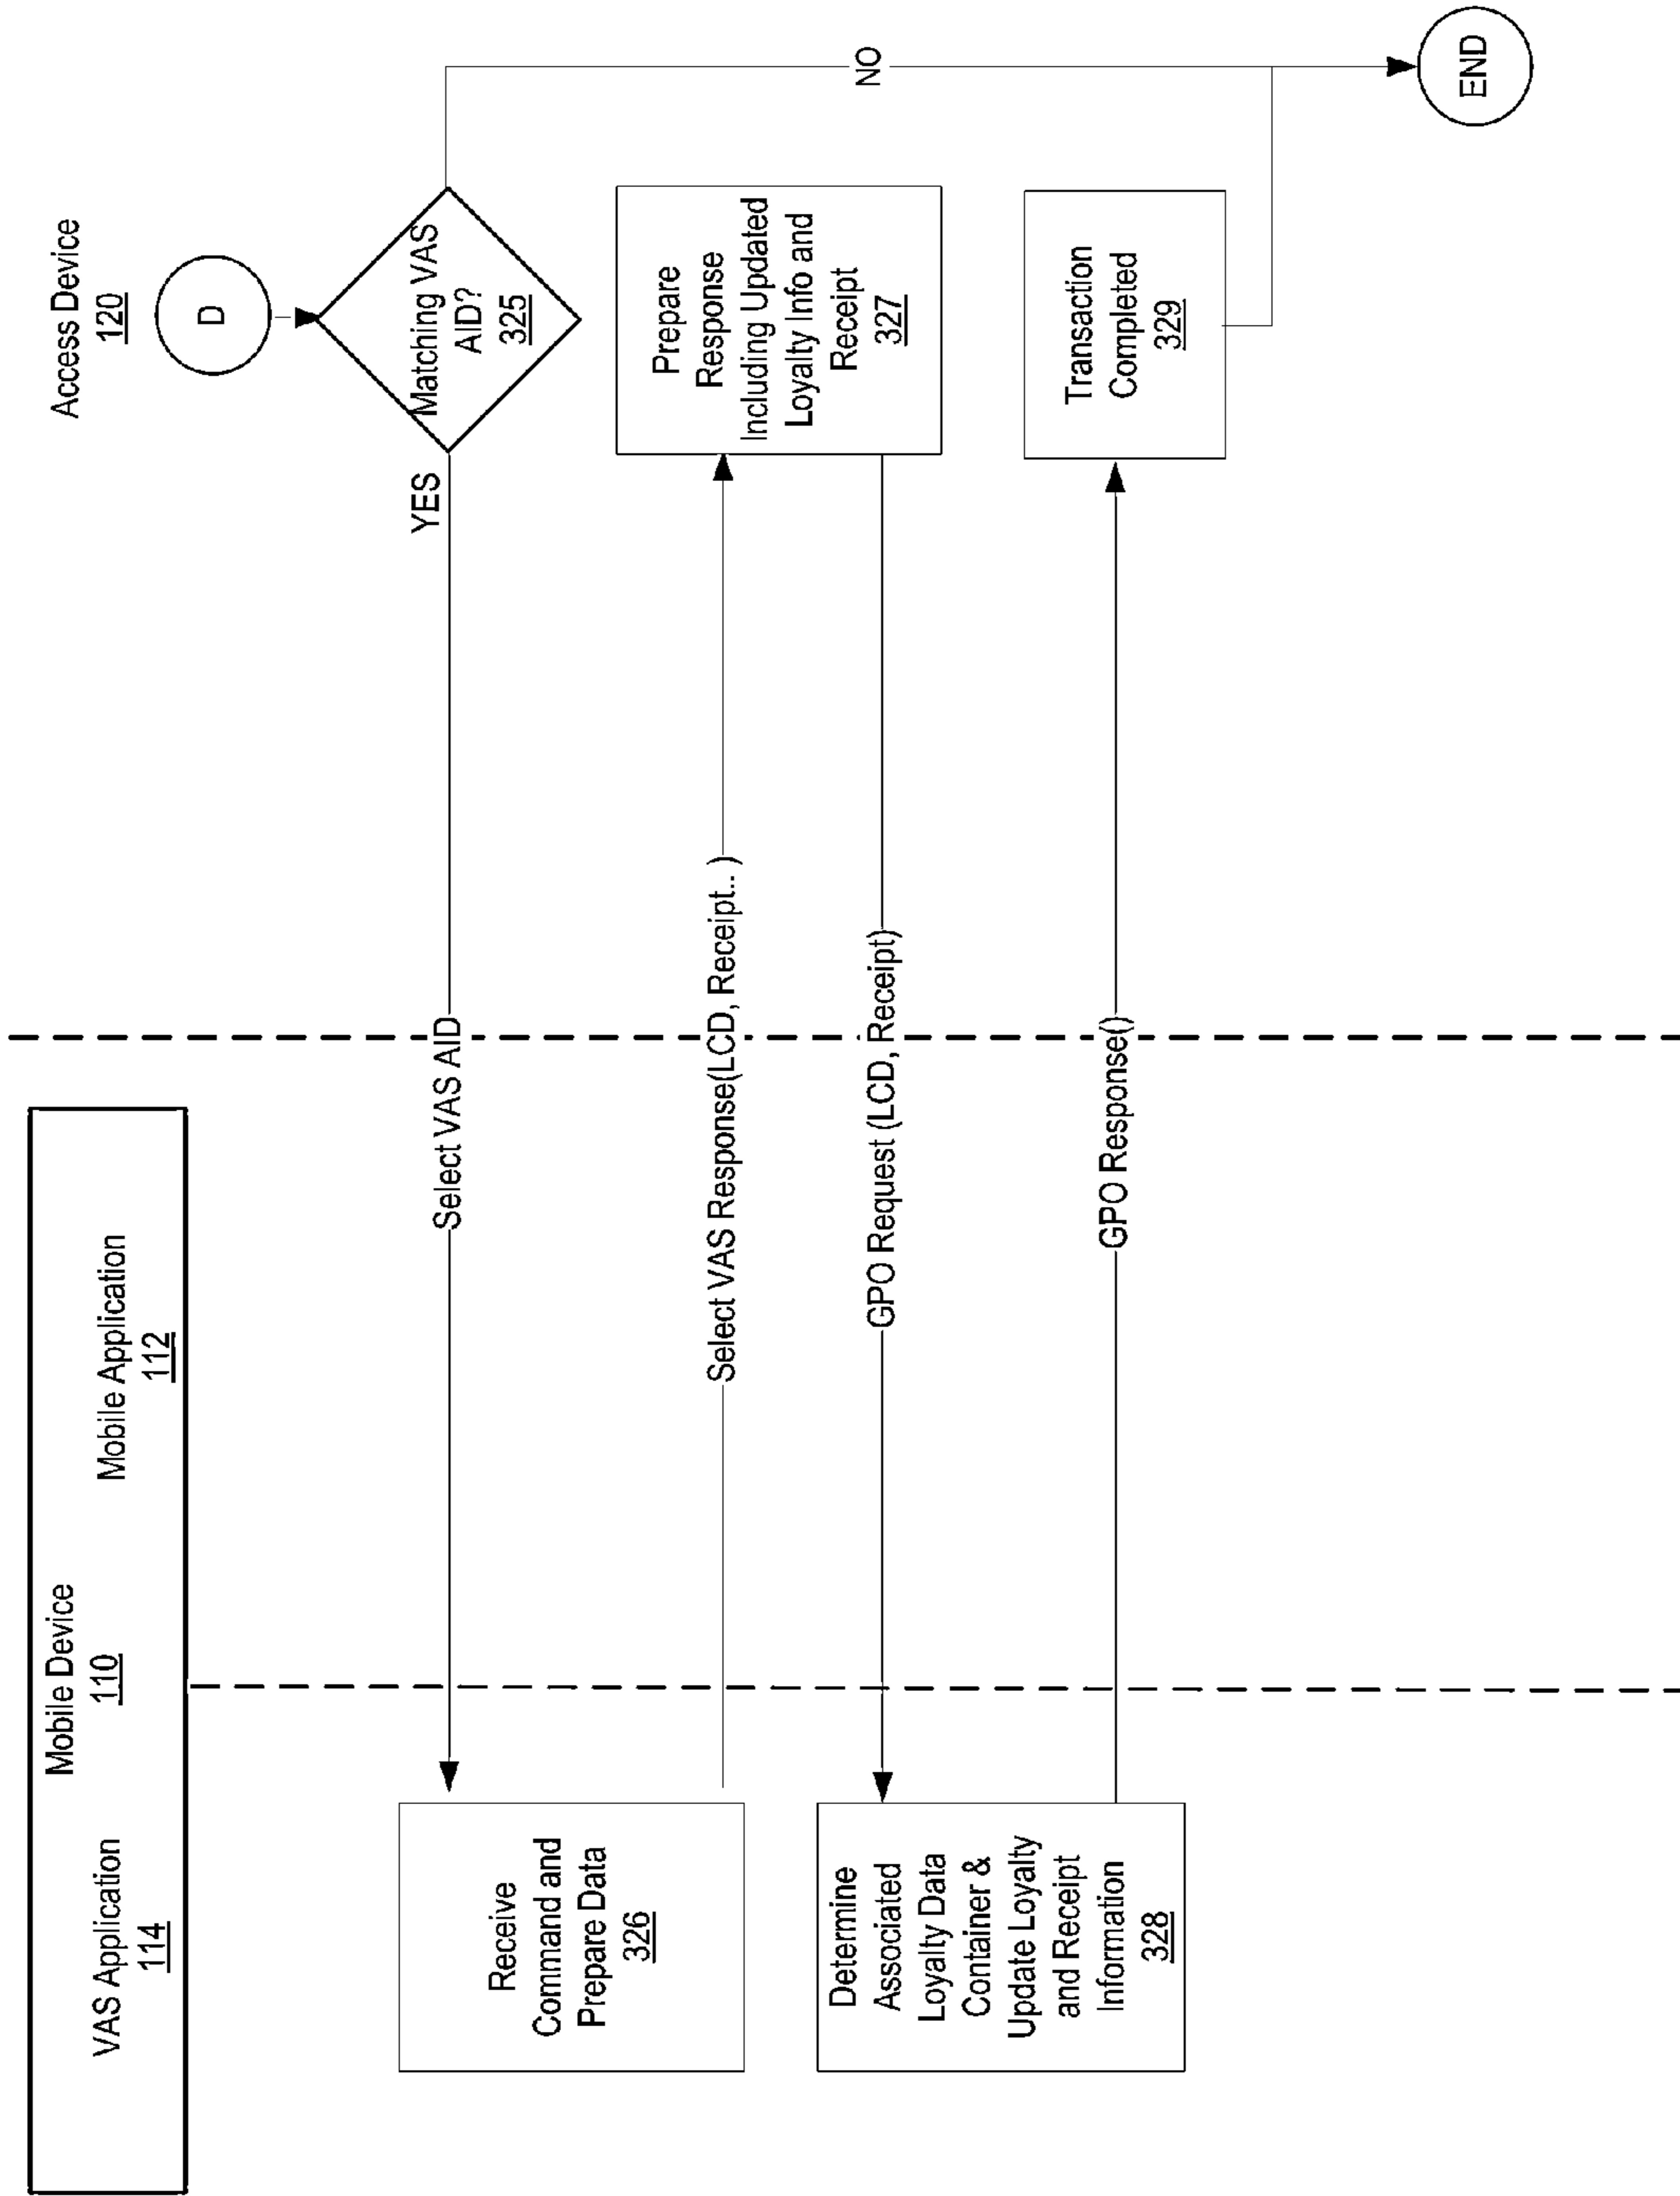 Mobile Device
110
VAS Application
114
Mobile Application
112
Access Device
120
D
Matching VAS
AID?
325
YES
NO
Select VAS AID
Receive
Command and
Prepare Data
326
Select VAS Response(LCD, Receipt.. )
Prepare
Response
Including Updated
Loyalty Info and
Receipt
327
GPO Request (LCD, Receipt)
Determine
Associated
Loyalty Data
Container &
Update Loyalty
and Receipt
Information
328
GPO Response()
Transaction
Completed
329
END